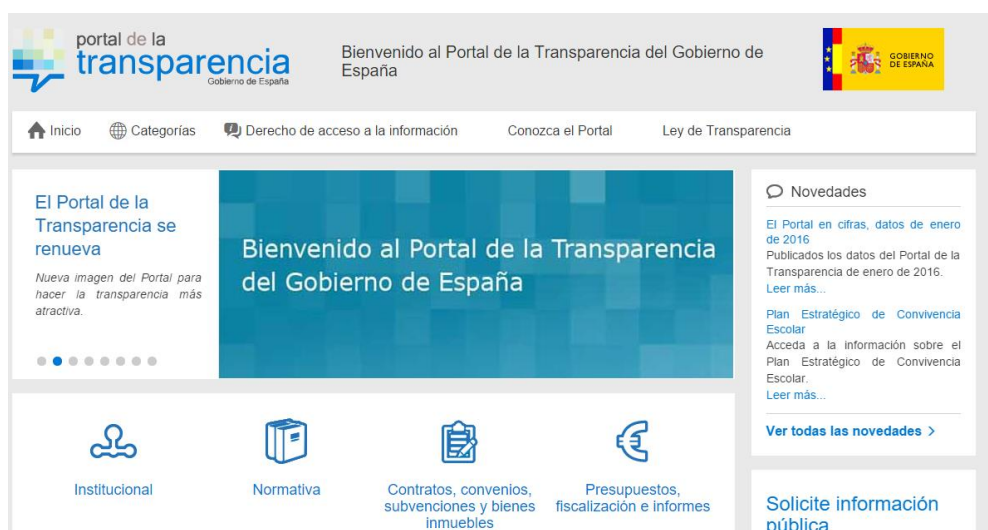 portal de la
transparencia
Gobierno de España
Bienvenido al Portal de la Transparencia del Gobierno de
España
GOBIERNO
DE ESPAÑA
Inicio
Categorías
Derecho de acceso a la información
Conozca el Portal
Ley de Transparencia
El Portal de la
Transparencia se
renueva
Nueva imagen del Portal para
hacer la transparencia más
atractiva.
Bienvenido al Portal de la Transparencia
del Gobierno de España
Novedades
El Portal en cifras, datos de enero
de 2016
Publicados los datos del Portal de la
Transparencia de enero de 2016.
Leer más...
Plan Estratégico de Convivencia
Escolar
Acceda a la información sobre el
Plan Estratégico de Convivencia
Escolar.
Leer más...
Ver todas las novedades >
Institucional
Normativa
Contratos, convenios,
subvenciones y bienes
inmuebles
Presupuestos,
fiscalización e informes
Solicite información
pública